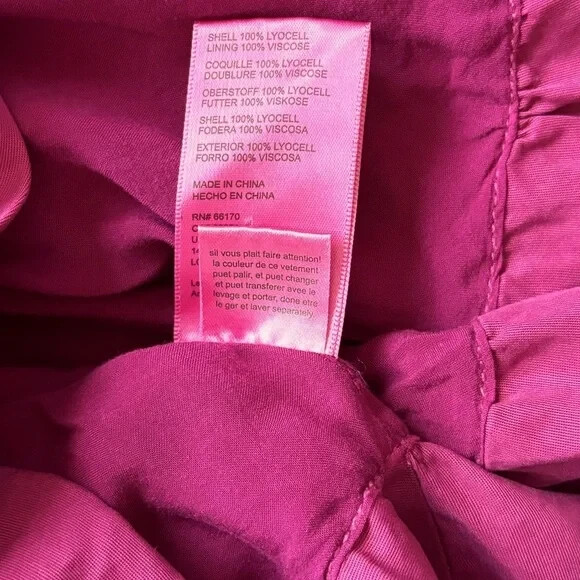 SHELL 100% LYOCELL
LINING 100% VISCOSE
COQUILLE 100% LYOCELL
DOUBLURE 100% VISCOSE
OBERSTOFF 100% LYOCELL
FUTTER 100% VISKOSE
SHELL 100% LYOCELL
FODERA 100% VISCOSA
EXTERIOR 100% LYOCELL
FORRO 100% VISCOSA
MADE IN CHINA
HECHO EN CHINA
RN# 66170
sil vous plait faire attention!
la couleur de ce vetement
puet palir, et puet changer
et puet transferer avec le
levage et porter, done etre
le ger et laver separately.